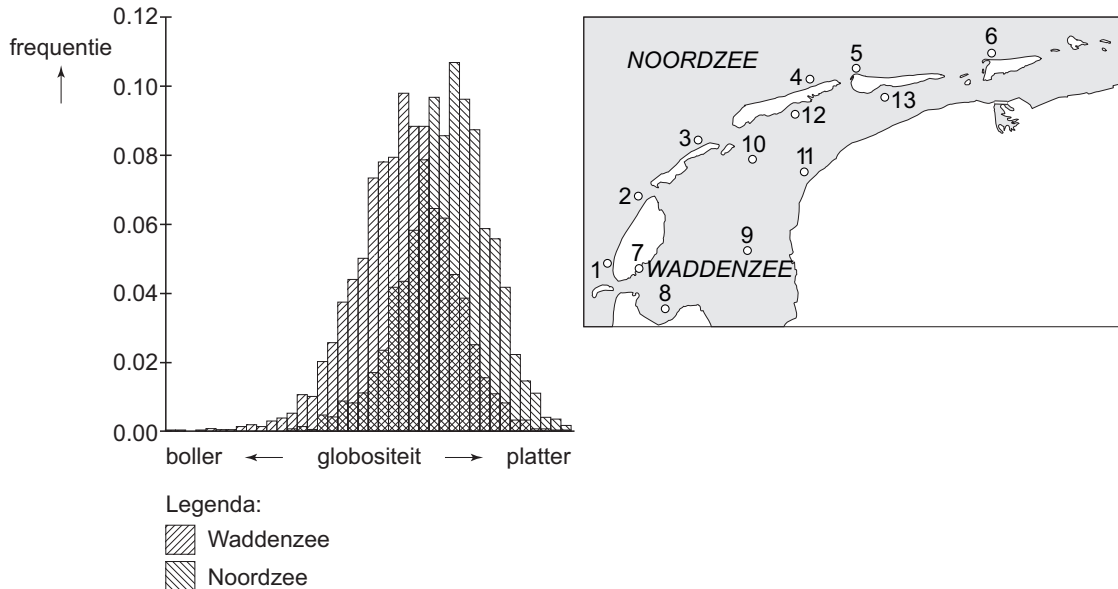 0.12
frequentie
0.10
0.08
0.06
0.04
0.02
0.00
boller ← globositeit → platter
Legenda:
Waddenzee
Noordzee
NOORDZEE
6
5
4
13
12
3
10
11
2
9
7
WADDENZEE
1
8